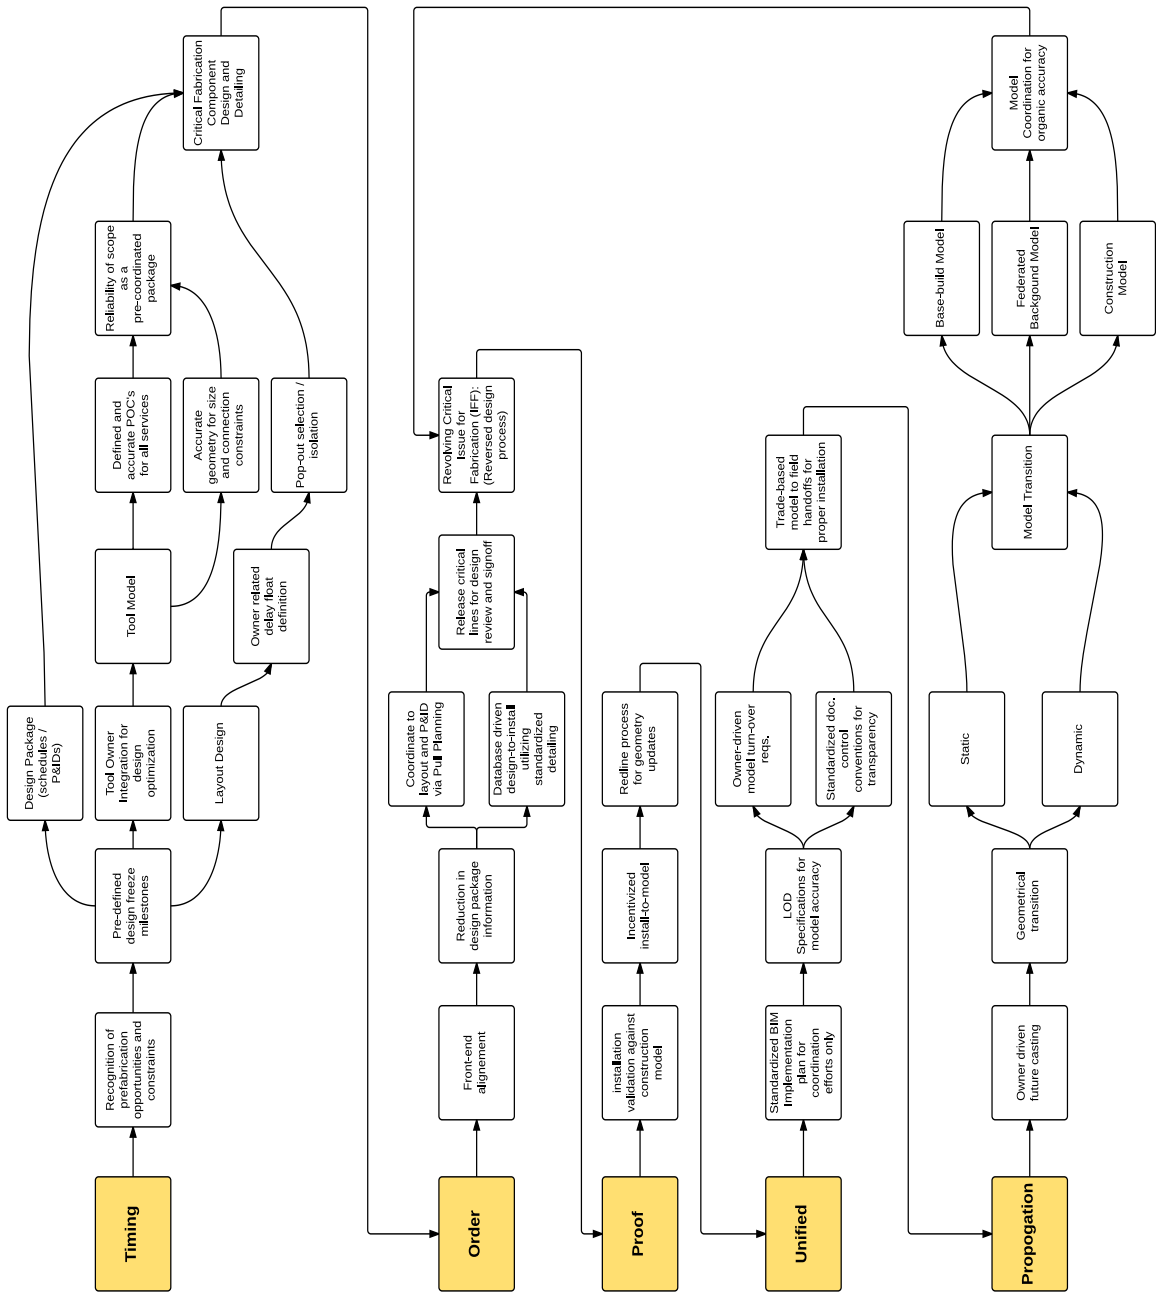 Timing
Recognition of
prefabrication
opportunities and
constraints
Pre-defined
design freeze
milestones
Design Package
(schedules /
P&IDs)
Tool Owner
Integration for
design
optimization
Layout Design
Tool Model
Owner related
delay float
definition
Defined and
accurate POC's
for all services
Accurate
geometry for size
and connection
constraints
Pop-out selection /
isolation
Reliability of scope
as a
pre-coordinated
package
Critical Fabrication
Component
Design and
Detailing
Order
Front-end
alignement
Reduction in
design package
information
Coordinate to
layout and P&ID
via Pull Planning
Database driven
design-to-install
utilizing
standardized
detailing
Release critical
lines for design
review and signoff
Revolving Critical
Issue for
Fabrication (IFF):
(Reversed design
process)
Proof
installation
validation against
construction
model
Incentivized
install-to-model
Redline process
for geometry
updates
Unified
Standardized BIM
Implementation
plan for
coordination
efforts only
LOD
Specifications for
model accuracy
Owner-driven
model turn-over
reqs.
Standardized doc.
control
conventions for
transparency
Trade-based
model to field
handoffs for
proper installation
Propogation
Owner driven
future casting
Geometrical
transition
Static
Dynamic
Model Transition
Base-build Model
Federated
Backgound Model
Construction
Model
Model
Coordination for
organic accuracy